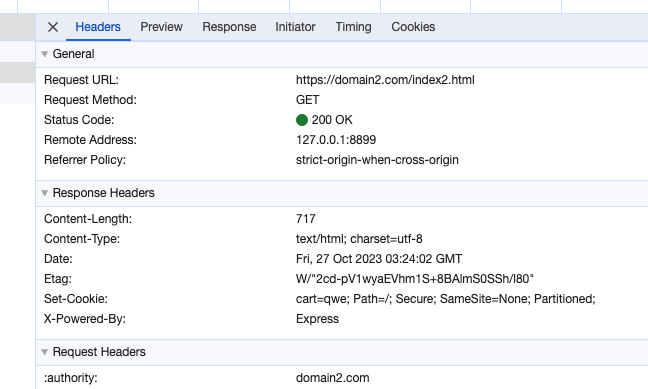 Headers Preview Response Initiator Timing Cookies
General
Request URL: https://domain2.com/index2.html
Request Method: GET
Status Code: 200 OK
Remote Address: 127.0.0.1:8899
Referrer Policy: strict-origin-when-cross-origin
Response Headers
Content-Length: 717
Content-Type: text/html; charset=utf-8
Date: Fri, 27 Oct 2023 03:24:02 GMT
Etag: W/"2cd-pV1wyaEVhm1S+8BAlmS0SSh/l80"
Set-Cookie: cart=qwe; Path=/; Secure; SameSite=None; Partitioned;
X-Powered-By: Express
Request Headers
:authority: domain2.com